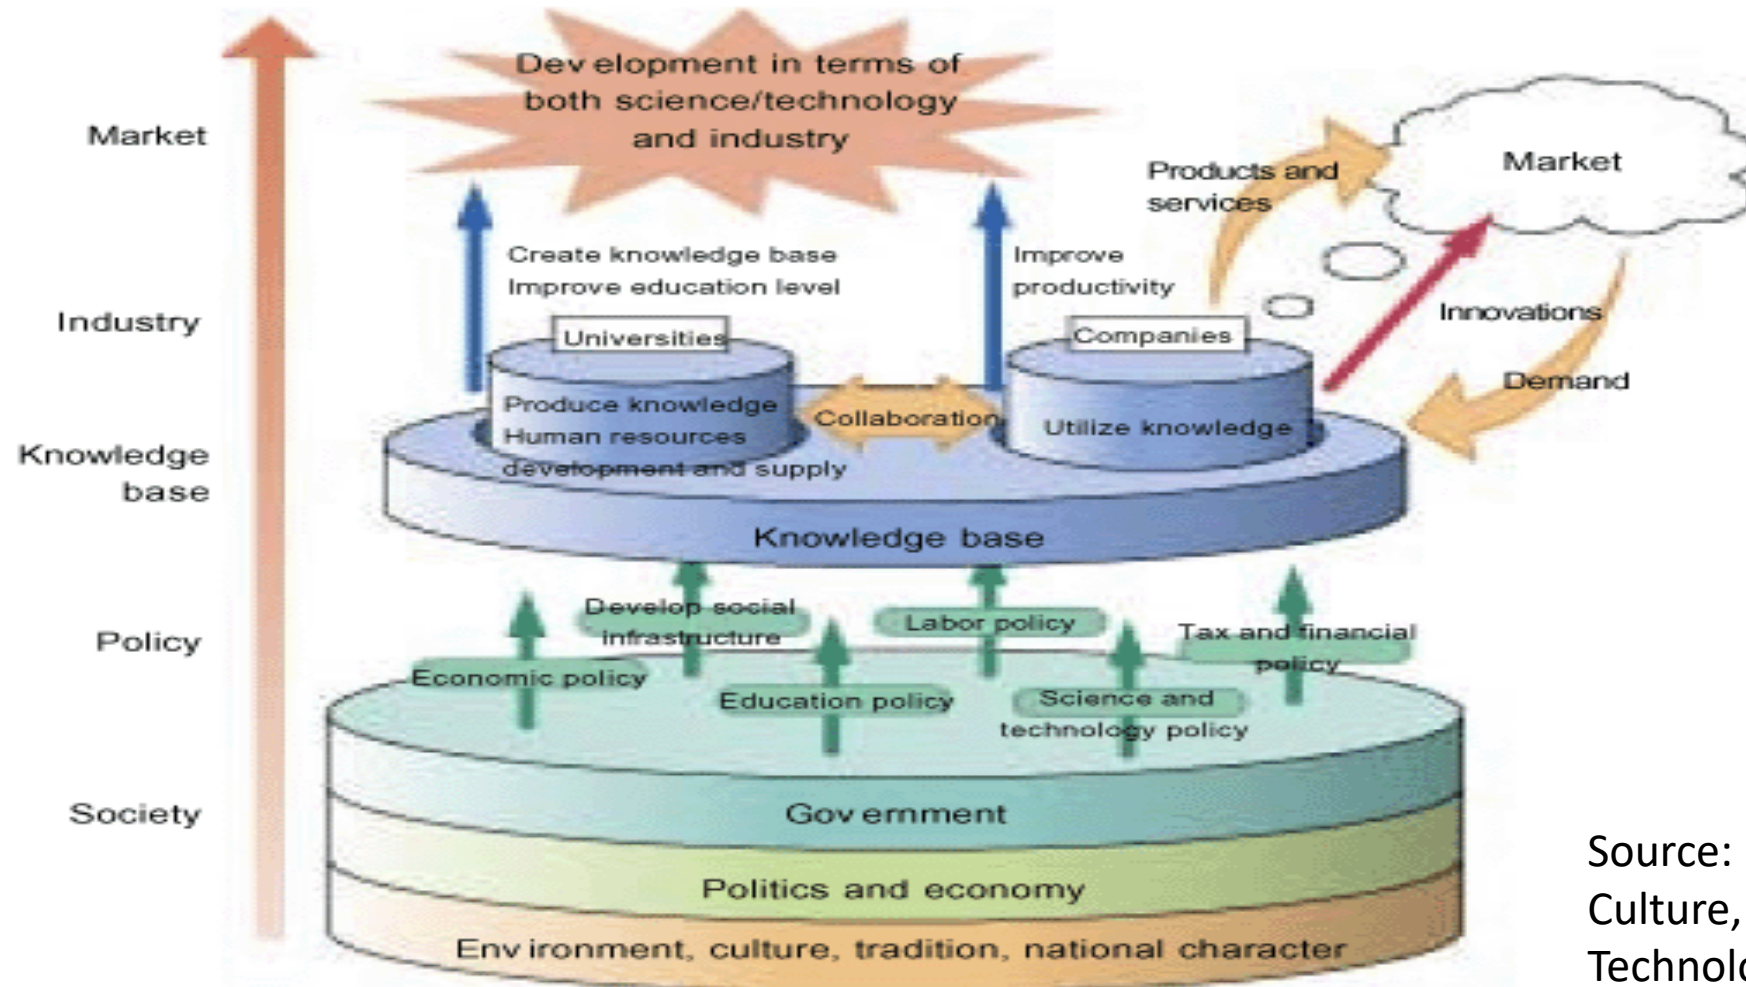 Development in terms of
both science/technology
and industry
Market
Products and
services
Market
Create knowledge base
Improve education level
Improve
productivity
Industry
Universities
Companies
Innovations
Demand
Produce knowledge
Human resources
development and supply
Collaboration
Utilize knowledge
Knowledge
base
Knowledge base
Policy
Develop social
infrastructure
Labor policy
Tax and financial
policy
Economic policy
Education policy
Science and
technology policy
Society
Government
Politics and economy
Environment, culture, tradition, national character
Source:
Culture,